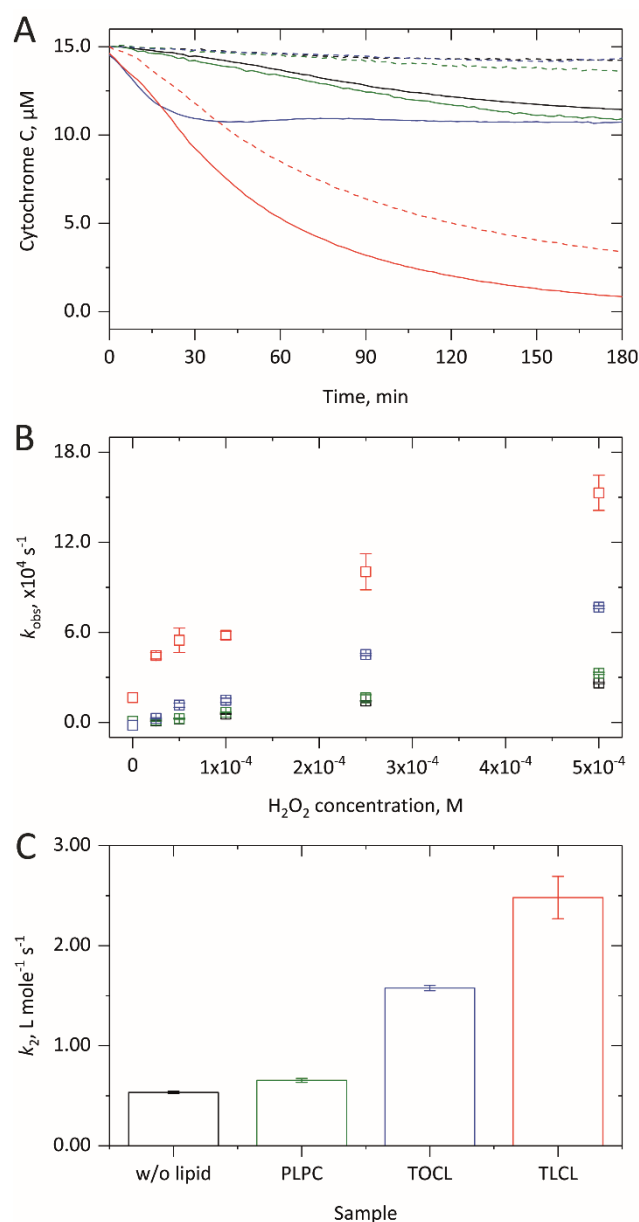 A
15.0
10.0
5.0
0.0
Cytochrome C, μM
0 30 60 90 120 150 180
Time, min
B
18.0
12.0
6.0
0.0
k_obs, x10⁴ s⁻¹
0 1x10⁻⁴ 2x10⁻⁴ 3x10⁻⁴ 4x10⁻⁴ 5x10⁻⁴
H₂O₂ concentration, M
C
3.00
2.00
1.00
0.00
k₂, L mole⁻¹ s⁻¹
w/o lipid PLPC TOCL TLCL
Sample